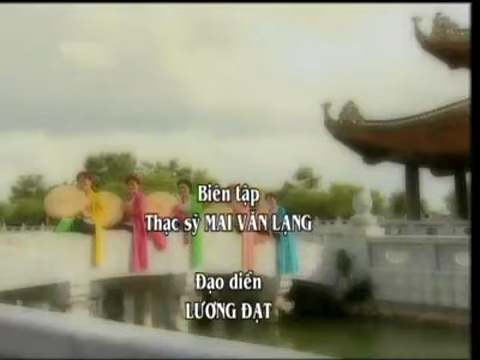 Biên tập
Thạc sỹ MAI VĂN LẠNG
Đạo diễn
LƯƠNG ĐẠT